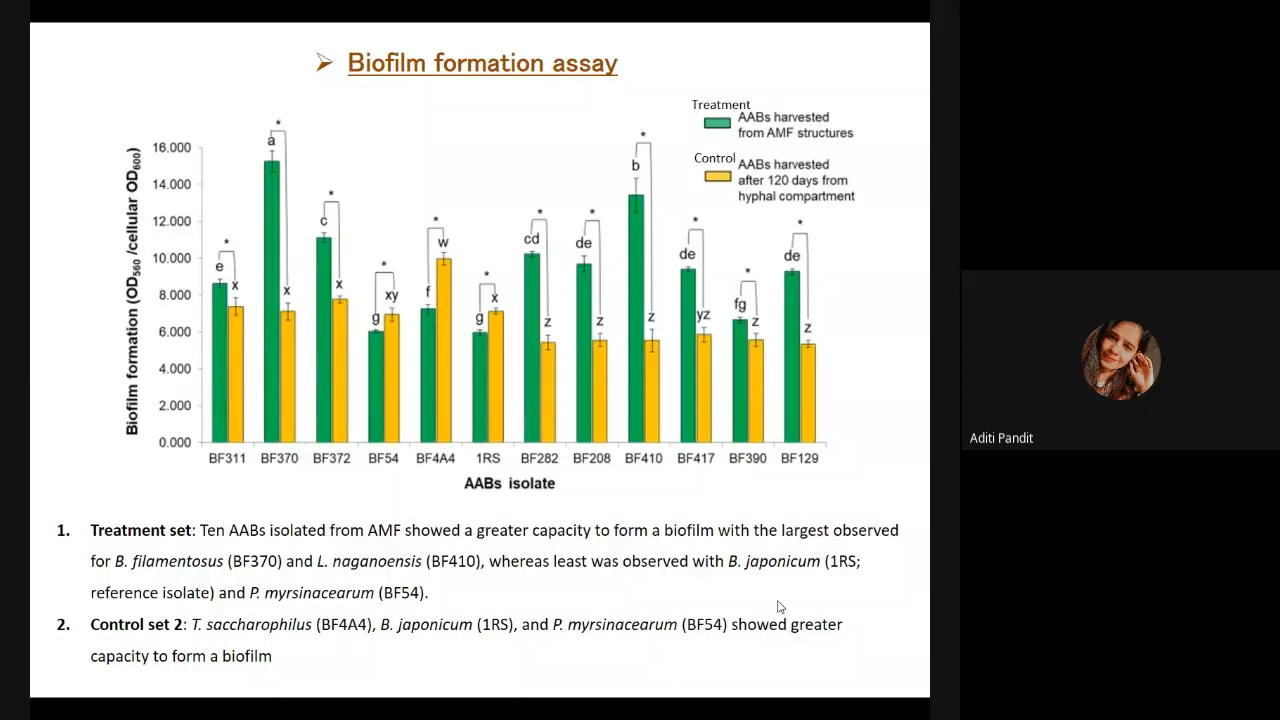 ➢ Biofilm formation assay
Treatment
AABs harvested
from AMF structures
Control
AABs harvested
after 120 days from
hyphal compartment
Biofilm formation (OD560 /cellular OD600)
16.000
14.000
12.000
10.000
8.000
6.000
4.000
2.000
0.000
* * * * * * * * * * * *
e x a x c x g xy f w g x cd z de z b z de yz fg z de z
BF311 BF370 BF372 BF54 BF4A4 1RS BF282 BF208 BF410 BF417 BF390 BF129
AABs isolate
1. Treatment set: Ten AABs isolated from AMF showed a greater capacity to form a biofilm with the largest observed
for B. filamentosus (BF370) and L. naganoensis (BF410), whereas least was observed with B. japonicum (1RS;
reference isolate) and P. myrsinacearum (BF54).
2. Control set 2: T. saccharophilus (BF4A4), B. japonicum (1RS), and P. myrsinacearum (BF54) showed greater
capacity to form a biofilm
Aditi Pandit